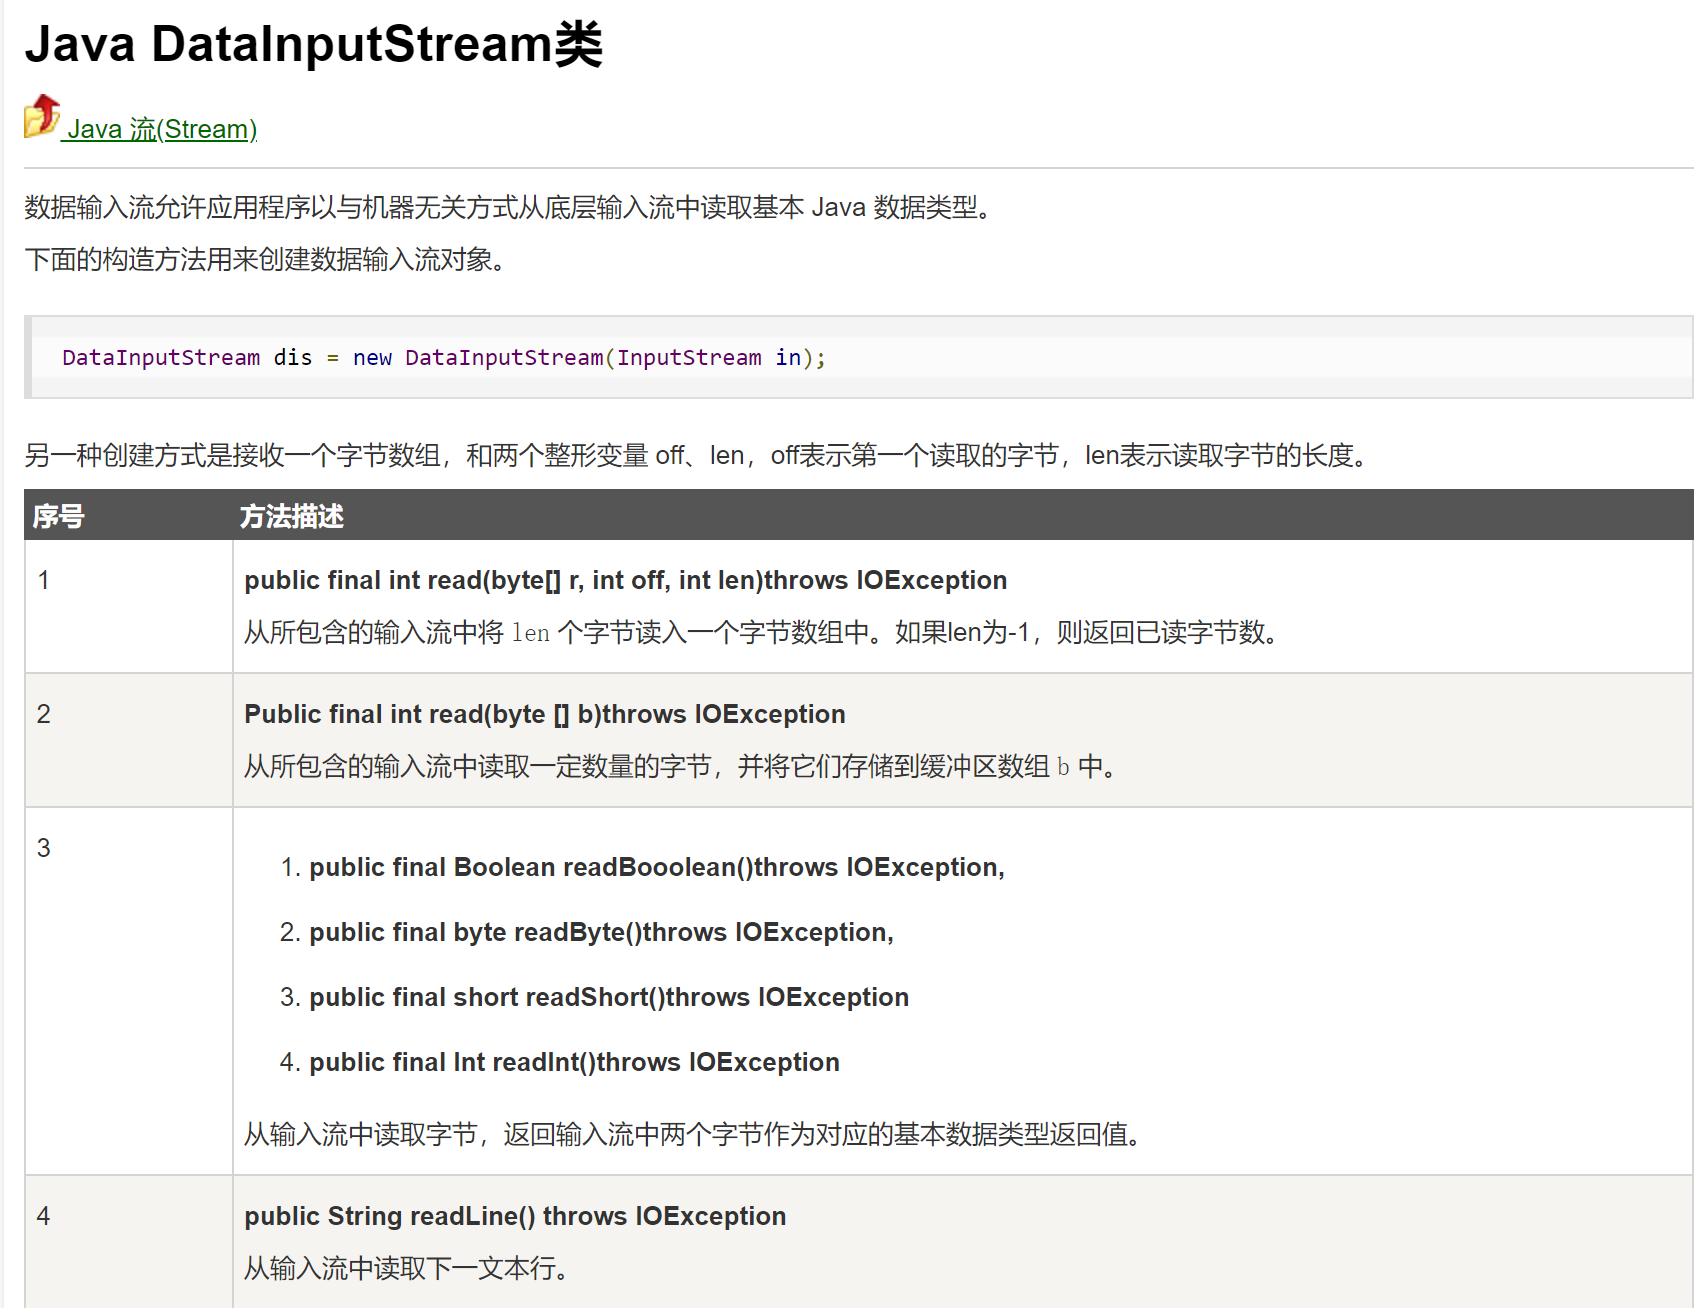 Java DataInputStream类
Java 流(Stream)
数据输入流允许应用程序以与机器无关方式从底层输入流中读取基本 Java 数据类型。
下面的构造方法用来创建数据输入流对象。
DataInputStream dis = new DataInputStream(InputStream in);
另一种创建方式是接收一个字节数组，和两个整形变量 off、len，off表示第一个读取的字节，len表示读取字节的长度。
序号 方法描述
1 public final int read(byte[] r, int off, int len)throws IOException
从所包含的输入流中将 len 个字节读入一个字节数组中。如果len为-1，则返回已读字节数。
2 Public final int read(byte [] b)throws IOException
从所包含的输入流中读取一定数量的字节，并将它们存储到缓冲区数组 b 中。
3
1. public final Boolean readBooolean()throws IOException,
2. public final byte readByte()throws IOException,
3. public final short readShort()throws IOException
4. public final Int readInt()throws IOException
从输入流中读取字节，返回输入流中两个字节作为对应的基本数据类型返回值。
4 public String readLine() throws IOException
从输入流中读取下一文本行。